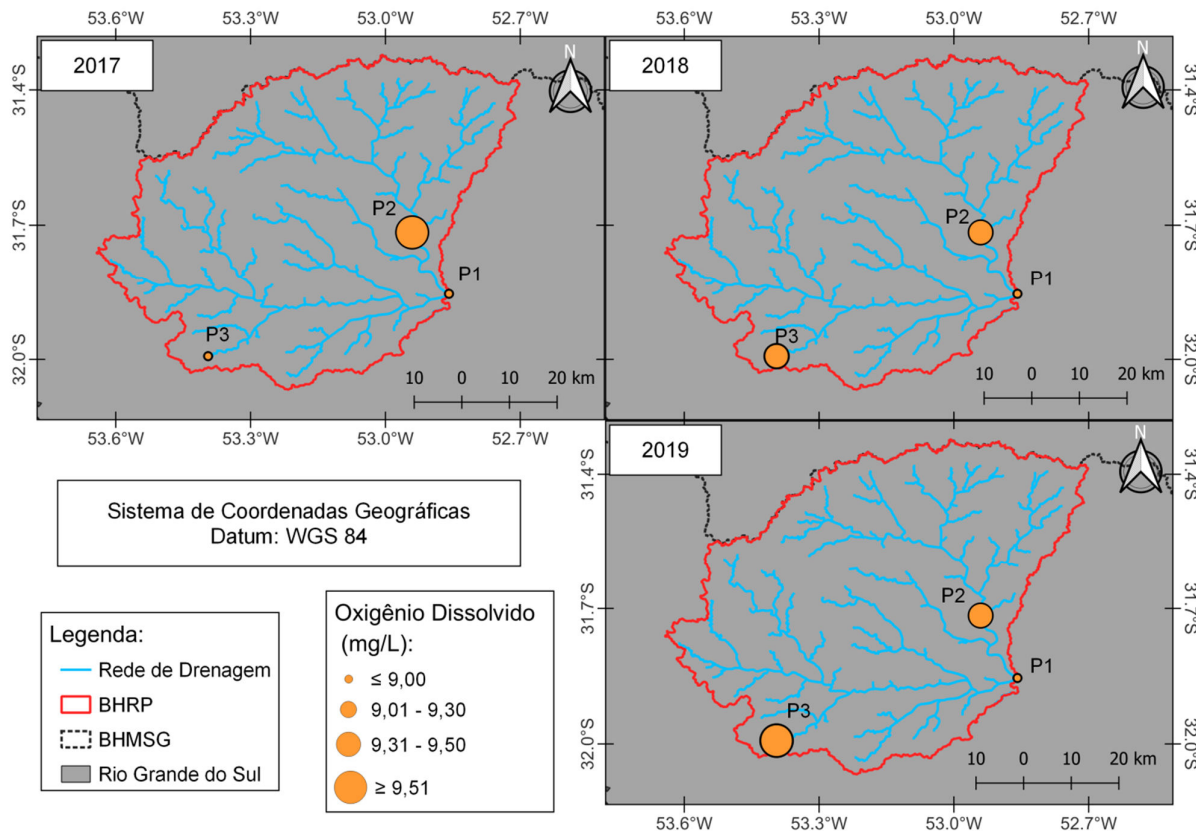 53.6°W 53.3°W 53.0°W 52.7°W 53.6°W 53.3°W 53.0°W 52.7°W
2017
N
31.4°S
31.7°S
32.0°S
P2
P1
P3
10 0 10 20 km
53.6°W 53.3°W 53.0°W 52.7°W
2018
N
31.4°S
31.7°S
32.0°S
P2
P1
P3
10 0 10 20 km
Sistema de Coordenadas Geográficas
Datum: WGS 84
Legenda:
Rede de Drenagem
BHRP
BHMSG
Rio Grande do Sul
Oxigênio Dissolvido
(mg/L):
≤ 9,00
9,01 - 9,30
9,31 - 9,50
≥ 9,51
2019
N
31.4°S
31.7°S
32.0°S
31.4°S
31.7°S
32.0°S
P2
P1
P3
10 0 10 20 km
53.6°W 53.3°W 53.0°W 52.7°W